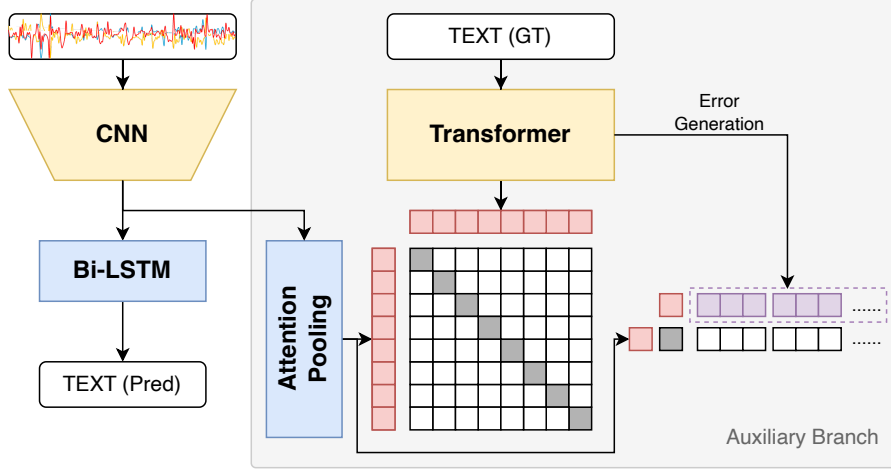 TEXT (GT)
CNN
Transformer
Error
Generation
Bi-LSTM
Attention
Pooling
......
......
TEXT (Pred)
Auxiliary Branch